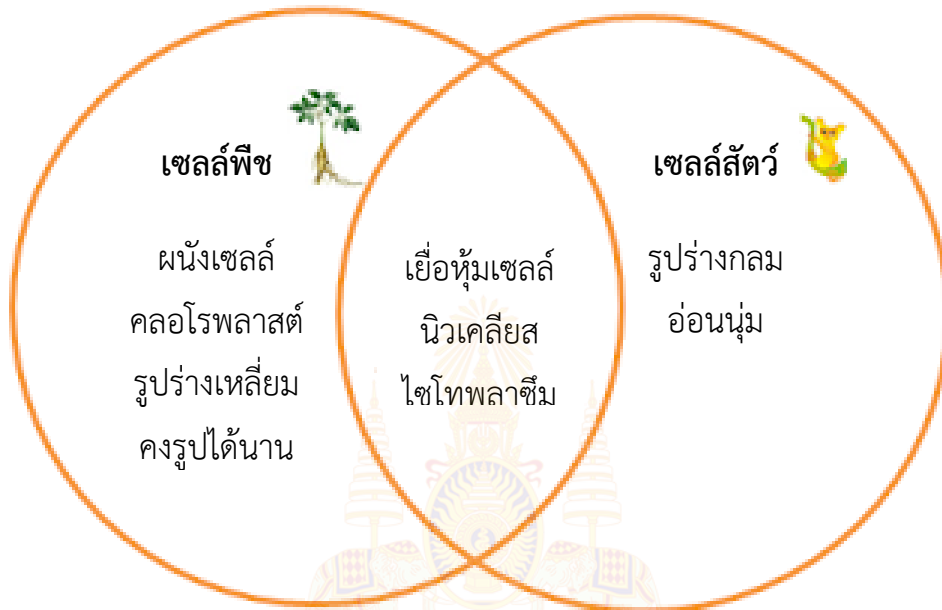 เซลล์พืช
ผนังเซลล์
คลอโรพลาสต์
รูปร่างเหลี่ยม
คงรูปได้นาน
เยื่อหุ้มเซลล์
นิวเคลียส
ไซโทพลาซึม
เซลล์สัตว์
รูปร่างกลม
อ่อนนุ่ม